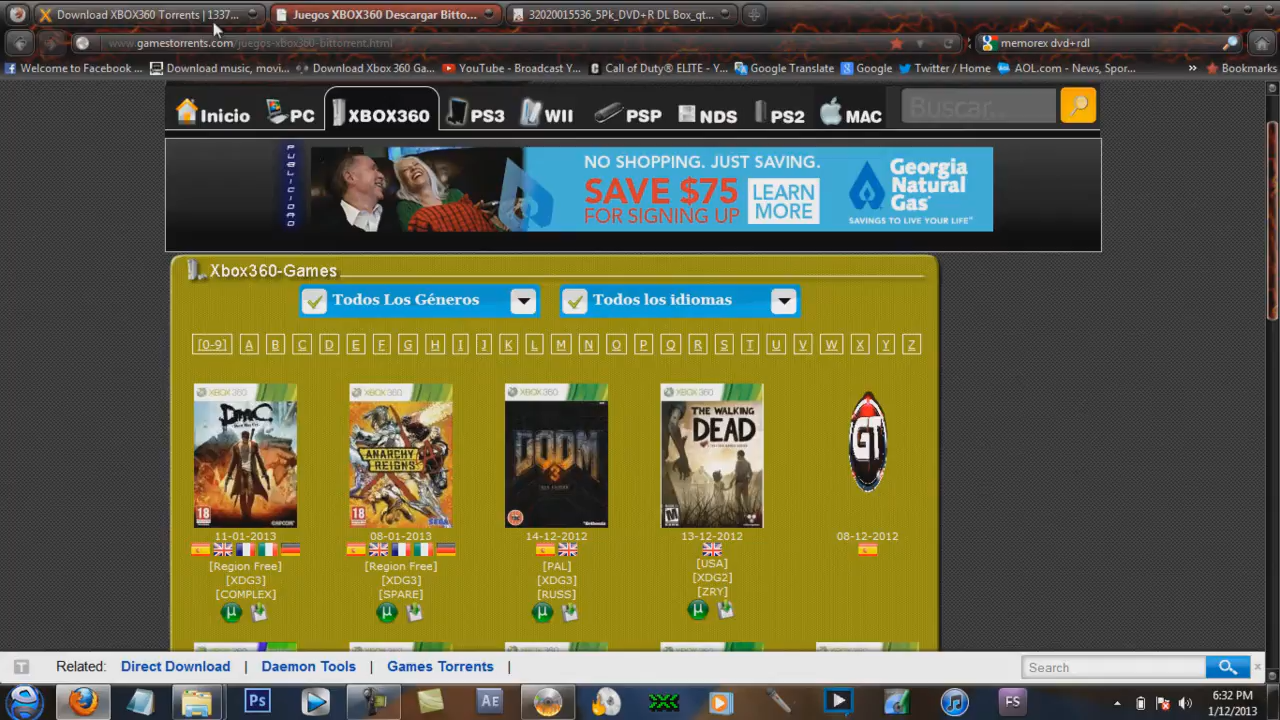 Download XBOX360 Torrents | 1337...
Juegos XBOX360 Descargar Bitto...
32020015536_5Pk_DVD+R DL Box_qt...
www.gamestorrents.com/juegos-xbox360-bittorrent.html
memorex dvd+rdl
Welcome to Facebook ...
Download music, movi...
Download Xbox 360 Ga...
YouTube - Broadcast Y...
Call of Duty® ELITE - Y...
Google Translate
Google
Twitter / Home
AOL.com - News, Spor...
Bookmarks
Inicio
PC
XBOX360
PS3
WII
PSP
NDS
PS2
MAC
Buscar...
PUBLICIDAD
NO SHOPPING. JUST SAVING.
SAVE $75
FOR SIGNING UP
LEARN
MORE
Georgia
Natural
Gas
SAVINGS TO LIVE YOUR LIFE
Xbox360-Games
Todos Los Géneros
Todos los idiomas
[0-9] A B C D E F G H I J K L M N O P Q R S T U V W X Y Z
XBOX 360
DMC
18
CAPCOM
11-01-2013
[Region Free]
[XDG3]
[COMPLEX]
XBOX 360
ANARCHY
REIGNS
18
SEGA
08-01-2013
[Region Free]
[XDG3]
[SPARE]
XBOX 360
DOOM
3
14-12-2012
[PAL]
[XDG3]
[RUSS]
XBOX 360
THE WALKING
DEAD
M
13-12-2012
[USA]
[XDG2]
[ZRY]
08-12-2012
Related: Direct Download | Daemon Tools | Games Torrents |
Search
Ps
Ae
FS
6:32 PM
1/12/2013